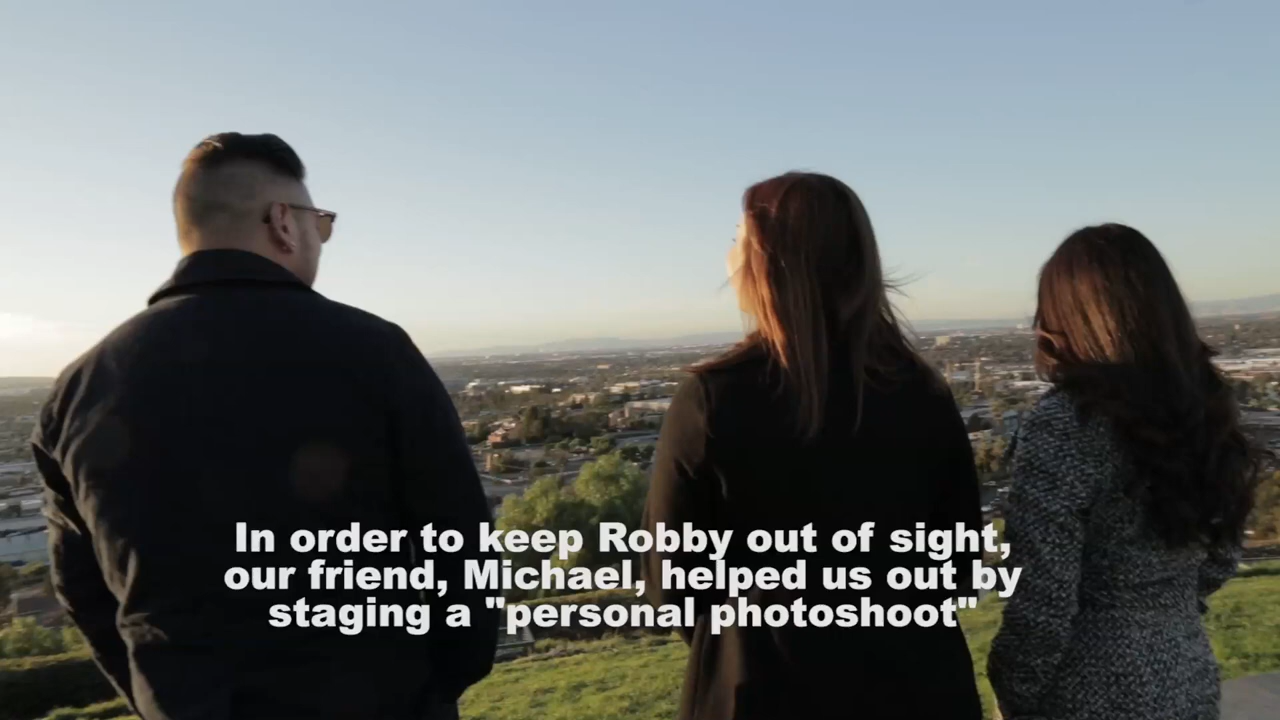 In order to keep Robby out of sight,
our friend, Michael, helped us out by
staging a "personal photoshoot"